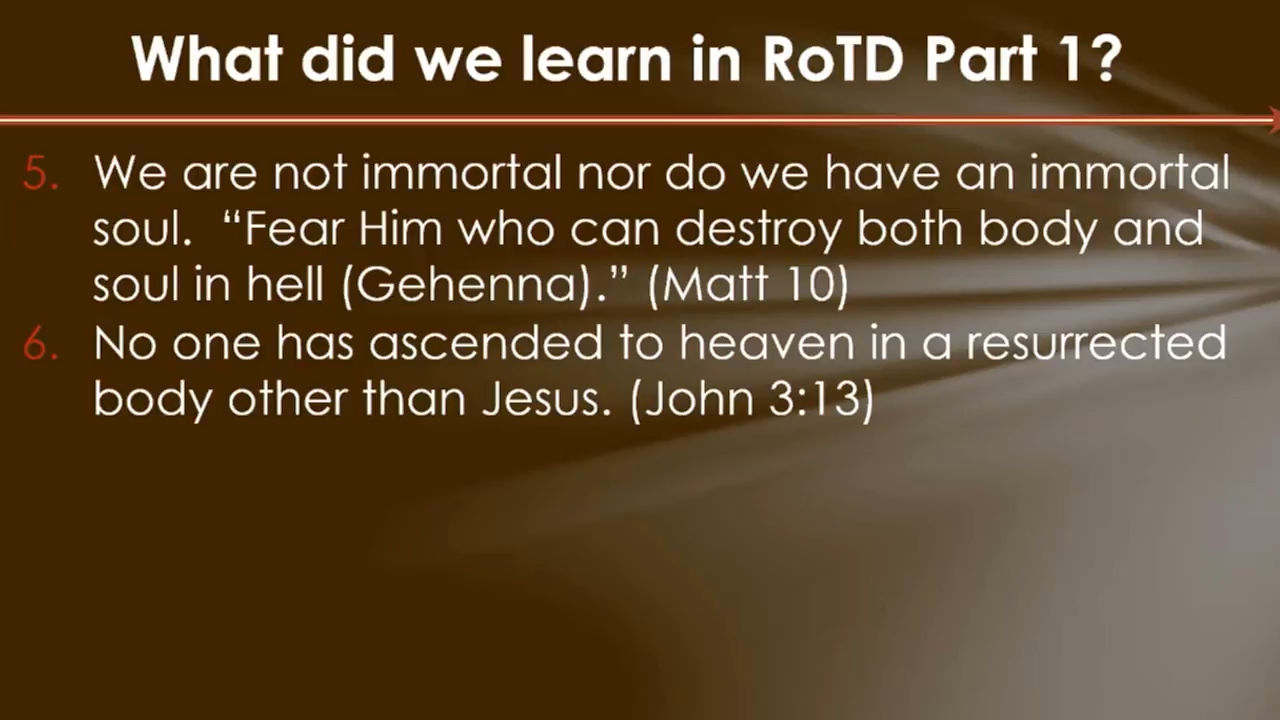 What did we learn in RoTD Part 1?
5. We are not immortal nor do we have an immortal
soul.  “Fear Him who can destroy both body and
soul in hell (Gehenna).” (Matt 10)
6. No one has ascended to heaven in a resurrected
body other than Jesus. (John 3:13)